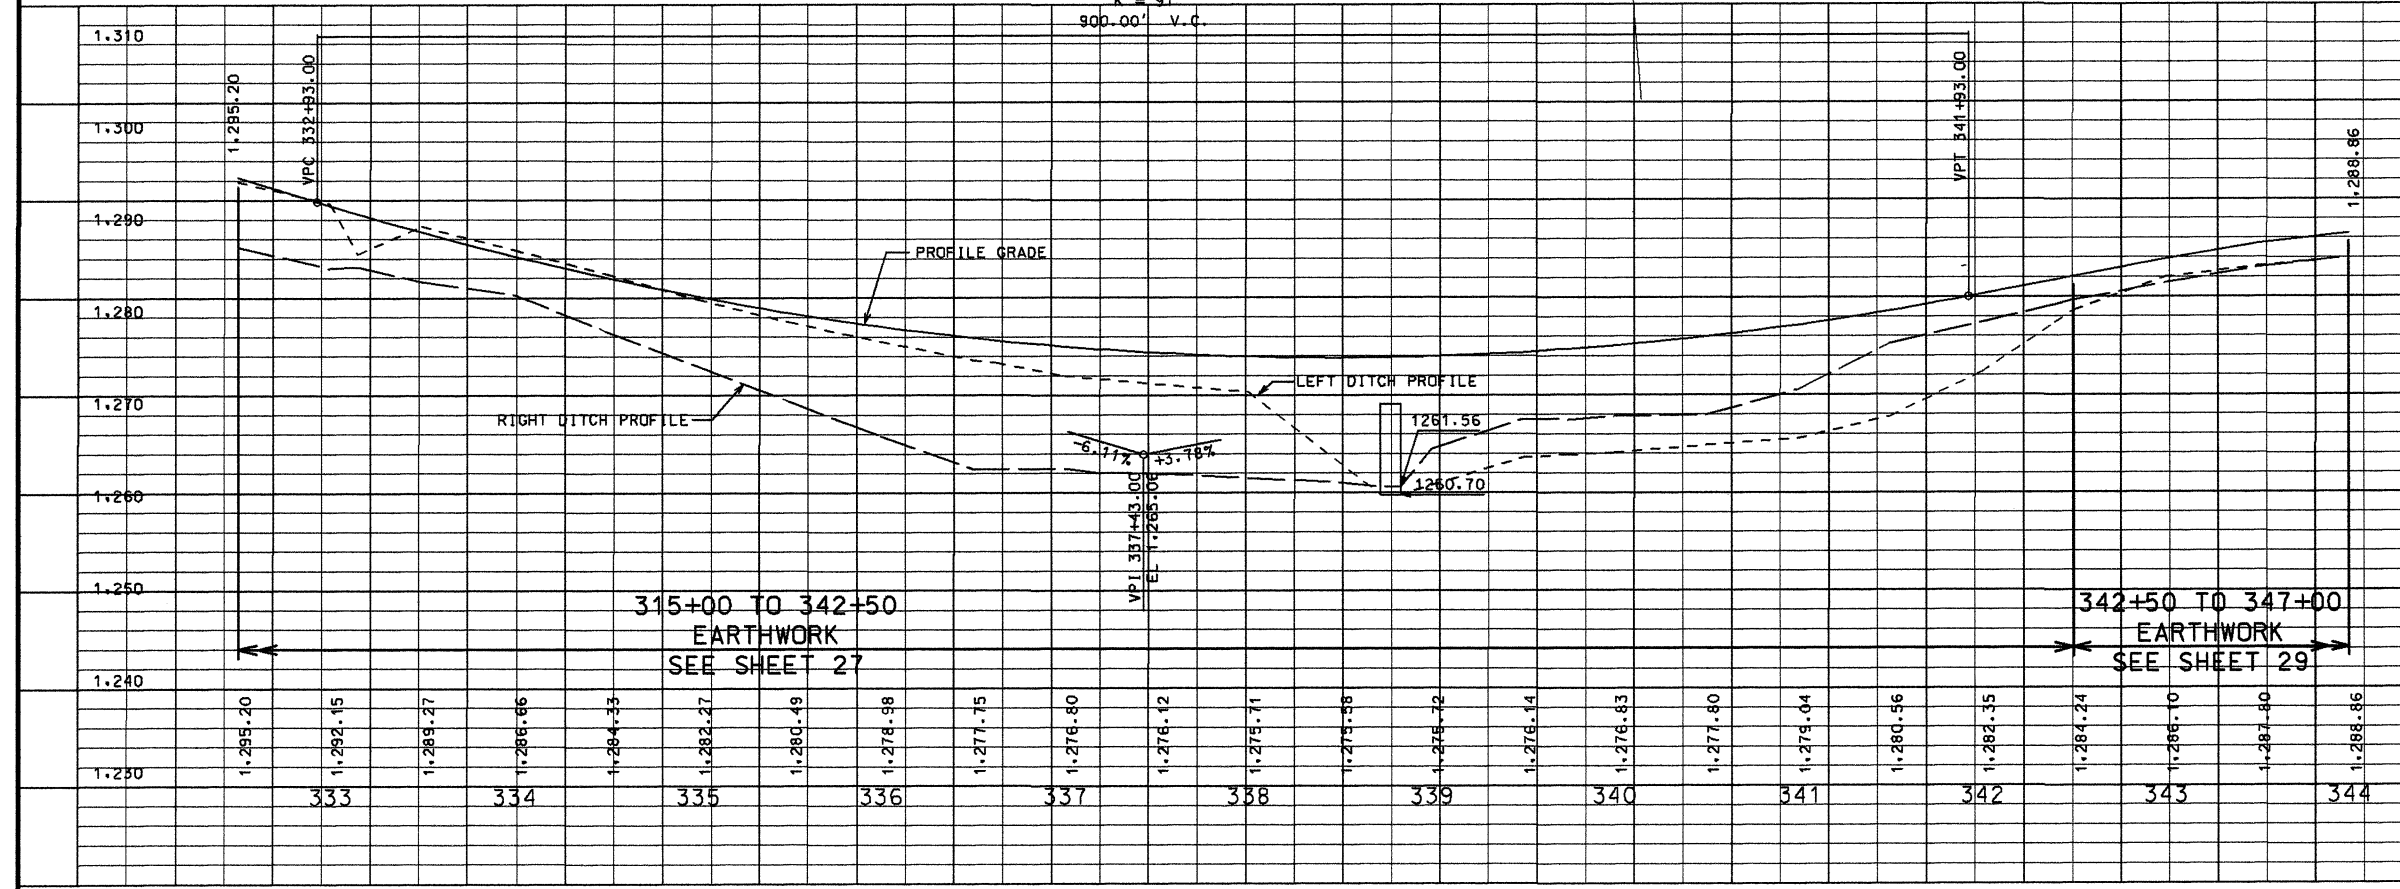 900.00' V.C.
1,310
1,300
1,290
1,280
1,270
1,260
1,250
1,240
1,230
1,295.20
VPC 332+93.00
VPT 341+93.00
1,288.86
PROFILE GRADE
LEFT DITCH PROFILE
RIGHT DITCH PROFILE
1261.56
1260.70
-6.11%
+3.78%
VPI 337+43.00
EL 1,265.06
315+00 TO 342+50
EARTHWORK
SEE SHEET 27
342+50 TO 347+00
EARTHWORK
SEE SHEET 29
1,295.20
1,292.15
1,289.27
1,286.66
1,284.33
1,282.27
1,280.49
1,278.98
1,277.75
1,276.80
1,276.12
1,275.71
1,275.58
1,275.72
1,276.14
1,276.83
1,277.80
1,279.04
1,280.56
1,282.35
1,284.24
1,286.10
1,287.80
1,288.86
333 334 335 336 337 338 339 340 341 342 343 344